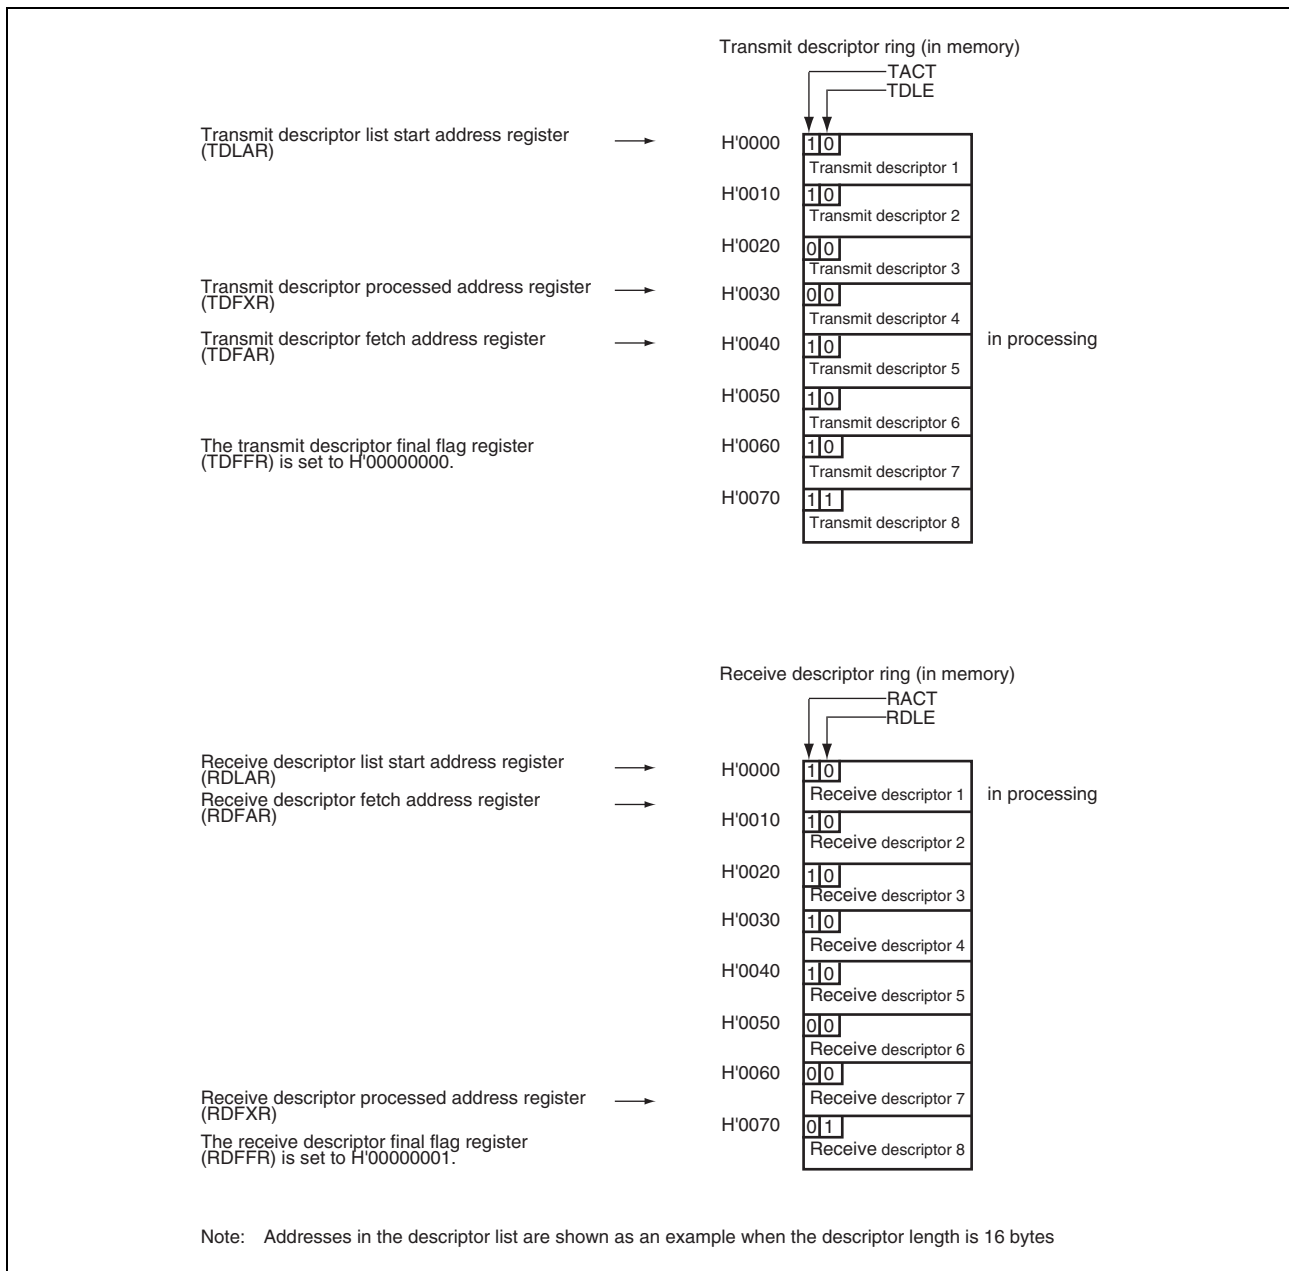 Transmit descriptor ring (in memory)
TACT
TDLE
Transmit descriptor list start address register
(TDLAR)
H'0000
1 0
Transmit descriptor 1
H'0010
1 0
Transmit descriptor 2
H'0020
0 0
Transmit descriptor 3
Transmit descriptor processed address register
(TDFXR)
H'0030
0 0
Transmit descriptor 4
Transmit descriptor fetch address register
(TDFAR)
H'0040
1 0
in processing
Transmit descriptor 5
H'0050
1 0
Transmit descriptor 6
The transmit descriptor final flag register
(TDFFR) is set to H'00000000.
H'0060
1 0
Transmit descriptor 7
H'0070
1 1
Transmit descriptor 8
Receive descriptor ring (in memory)
RACT
RDLE
Receive descriptor list start address register
(RDLAR)
H'0000
1 0
Receive descriptor 1
in processing
Receive descriptor fetch address register
(RDFAR)
H'0010
1 0
Receive descriptor 2
H'0020
1 0
Receive descriptor 3
H'0030
1 0
Receive descriptor 4
H'0040
1 0
Receive descriptor 5
H'0050
0 0
Receive descriptor 6
H'0060
0 0
Receive descriptor 7
Receive descriptor processed address register
(RDFXR)
H'0070
0 1
Receive descriptor 8
The receive descriptor final flag register
(RDFFR) is set to H'00000001.
Note: Addresses in the descriptor list are shown as an example when the descriptor length is 16 bytes